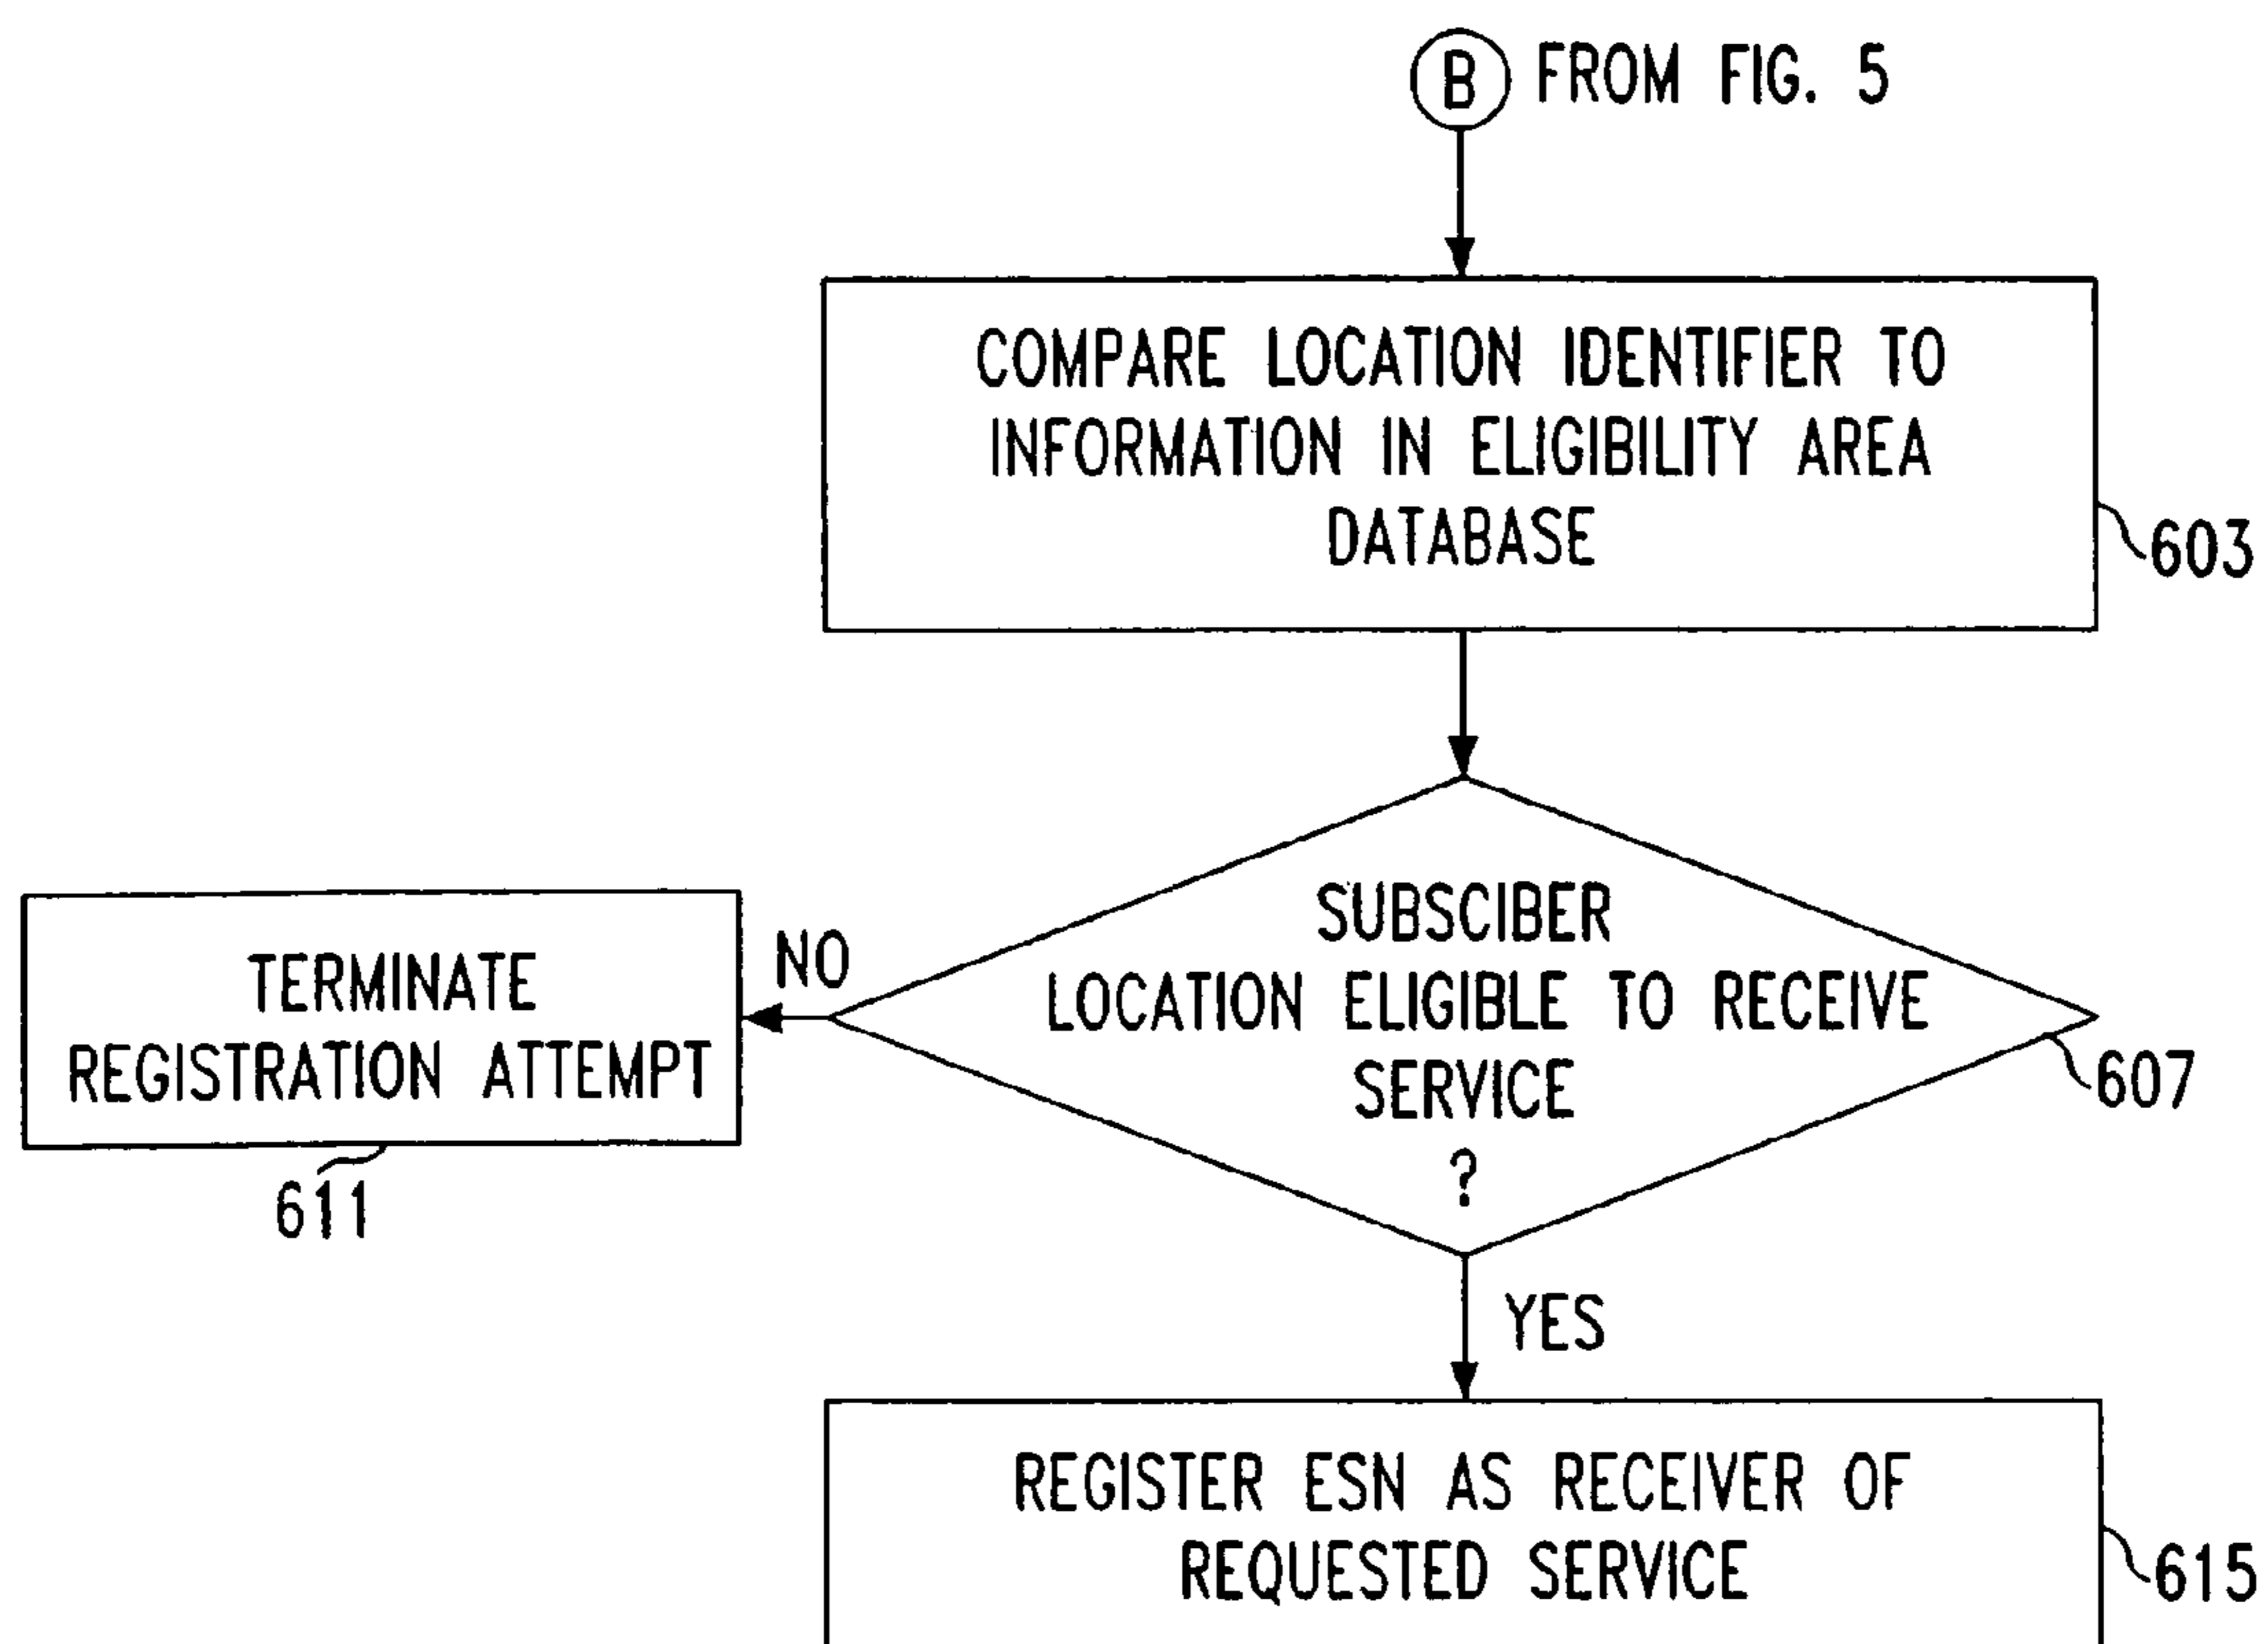 B FROM FIG. 5
COMPARE LOCATION IDENTIFIER TO
INFORMATION IN ELIGIBILITY AREA
DATABASE
603
SUBSCIBER
LOCATION ELIGIBLE TO RECEIVE
SERVICE
?
607
NO
TERMINATE
REGISTRATION ATTEMPT
611
YES
REGISTER ESN AS RECEIVER OF
REQUESTED SERVICE
615